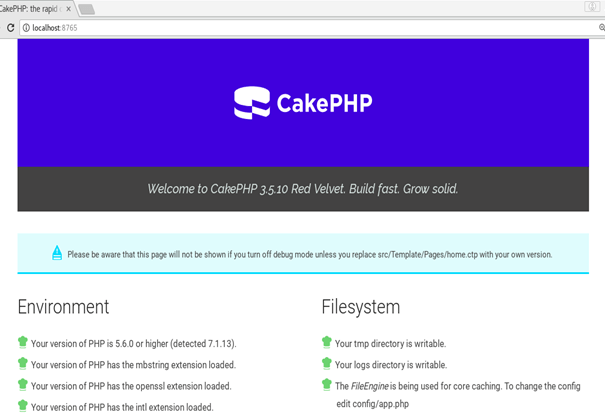 CakePHP: the rapid
localhost:8765
CakePHP
Welcome to CakePHP 3.5.10 Red Velvet. Build fast. Grow solid.
Please be aware that this page will not be shown if you turn off debug mode unless you replace src/Template/Pages/home.ctp with your own version.
Environment
Your version of PHP is 5.6.0 or higher (detected 7.1.13).
Your version of PHP has the mbstring extension loaded.
Your version of PHP has the openssl extension loaded.
Your version of PHP has the intl extension loaded.
Filesystem
Your tmp directory is writable.
Your logs directory is writable.
The FileEngine is being used for core caching. To change the config
edit config/app.php